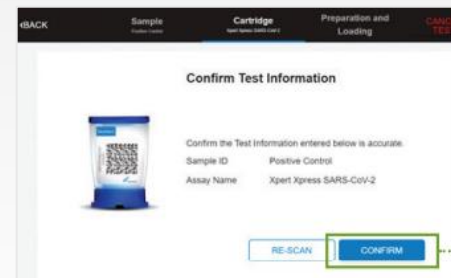 ‹BACK
Sample
Positive Control
Cartridge
Xpert Xpress SARS-CoV-2
Preparation and
Loading
CANC
TES
Confirm Test Information
Confirm the Test Information entered below is accurate.
Sample ID Positive Control
Assay Name Xpert Xpress SARS-CoV-2
RE-SCAN
CONFIRM